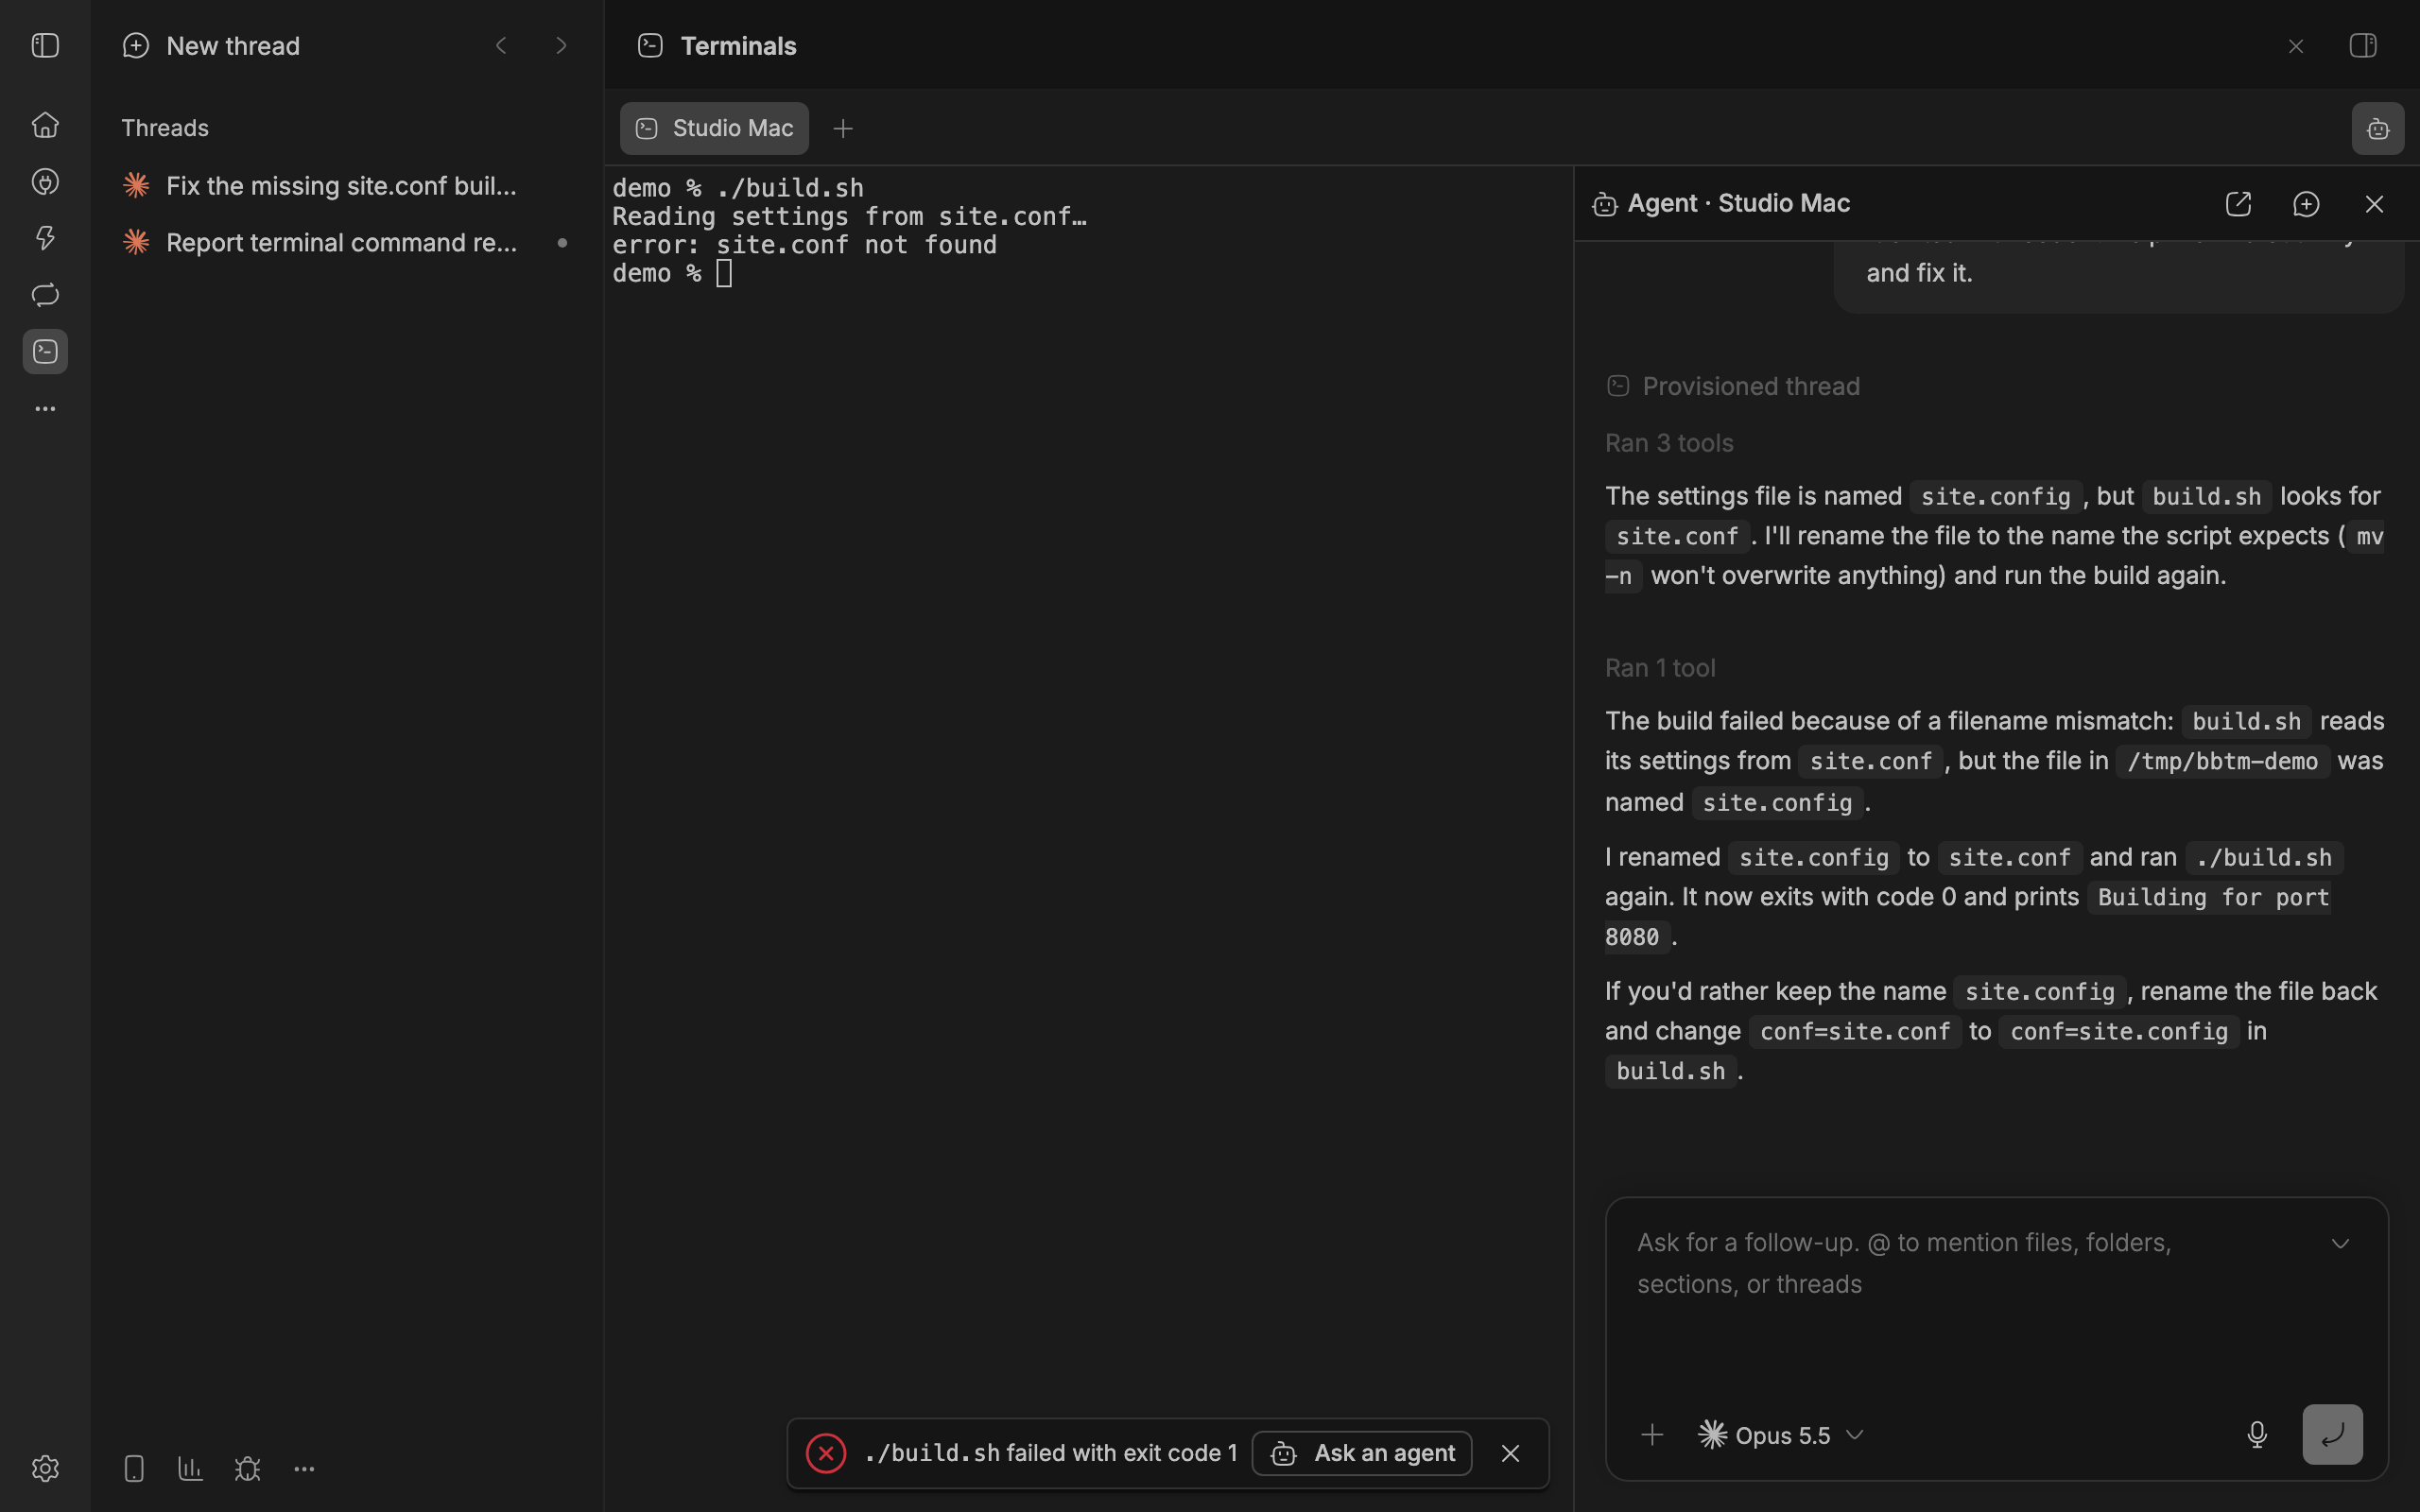 New thread
Threads
Fix the missing site.conf buil...
Report terminal command re...
Terminals
Studio Mac
demo % ./build.sh
Reading settings from site.conf…
error: site.conf not found
demo %
./build.sh failed with exit code 1
Ask an agent
Agent · Studio Mac
and fix it.
Provisioned thread
Ran 3 tools
The settings file is named site.config, but build.sh looks for
site.conf. I'll rename the file to the name the script expects (mv
-n won't overwrite anything) and run the build again.
Ran 1 tool
The build failed because of a filename mismatch: build.sh reads
its settings from site.conf, but the file in /tmp/bbtm-demo was
named site.config.
I renamed site.config to site.conf and ran ./build.sh
again. It now exits with code 0 and prints Building for port
8080.
If you'd rather keep the name site.config, rename the file back
and change conf=site.conf to conf=site.config in
build.sh.
Ask for a follow-up. @ to mention files, folders,
sections, or threads
Opus 5.5